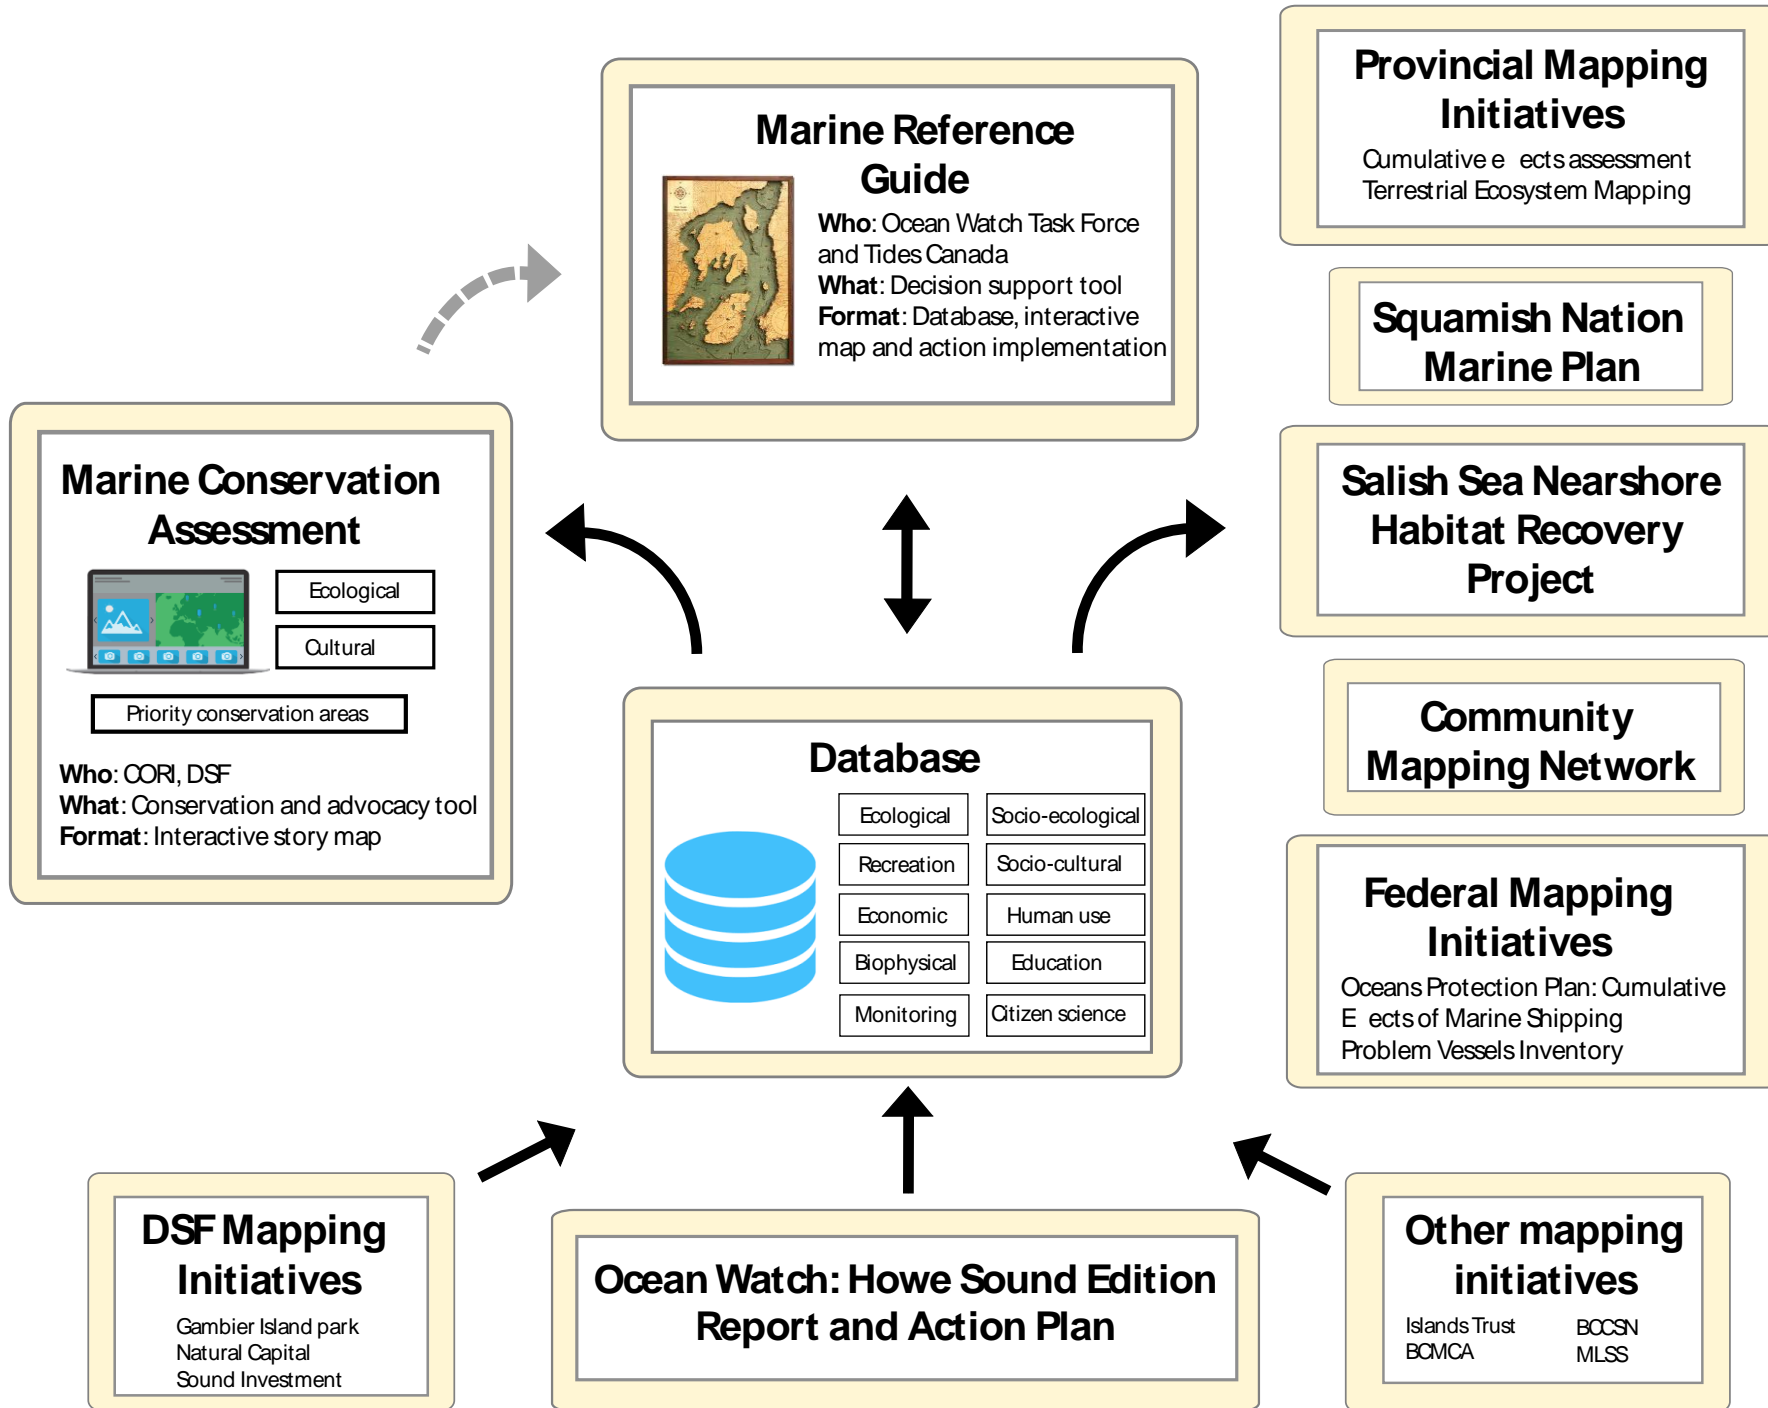 Marine Reference
Guide
Who: Ocean Watch Task Force
and Tides Canada
What: Decision support tool
Format: Database, interactive
map and action implementation
Provincial Mapping
Initiatives
Cumulative e ects assessment
Terrestrial Ecosystem Mapping
Squamish Nation
Marine Plan
Salish Sea Nearshore
Habitat Recovery
Project
Community
Mapping Network
Federal Mapping
Initiatives
Oceans Protection Plan: Cumulative
E ects of Marine Shipping
Problem Vessels Inventory
Marine Conservation
Assessment
Ecological
Cultural
Priority conservation areas
Who: CORI, DSF
What: Conservation and advocacy tool
Format: Interactive story map
Database
Ecological
Socio-ecological
Recreation
Socio-cultural
Economic
Human use
Biophysical
Education
Monitoring
Citizen science
DSF Mapping
Initiatives
Gambier Island park
Natural Capital
Sound Investment
Ocean Watch: Howe Sound Edition
Report and Action Plan
Other mapping
initiatives
Islands Trust
BCMCA
BCCSN
MLSS